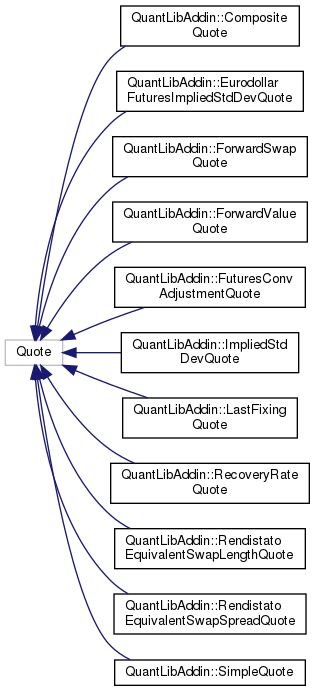 QuantLibAddin::Composite
Quote
QuantLibAddin::Eurodollar
FuturesImpliedStdDevQuote
QuantLibAddin::ForwardSwap
Quote
QuantLibAddin::ForwardValue
Quote
QuantLibAddin::FuturesConv
AdjustmentQuote
Quote
QuantLibAddin::ImpliedStd
DevQuote
QuantLibAddin::LastFixing
Quote
QuantLibAddin::RecoveryRate
Quote
QuantLibAddin::Rendistato
EquivalentSwapLengthQuote
QuantLibAddin::Rendistato
EquivalentSwapSpreadQuote
QuantLibAddin::SimpleQuote